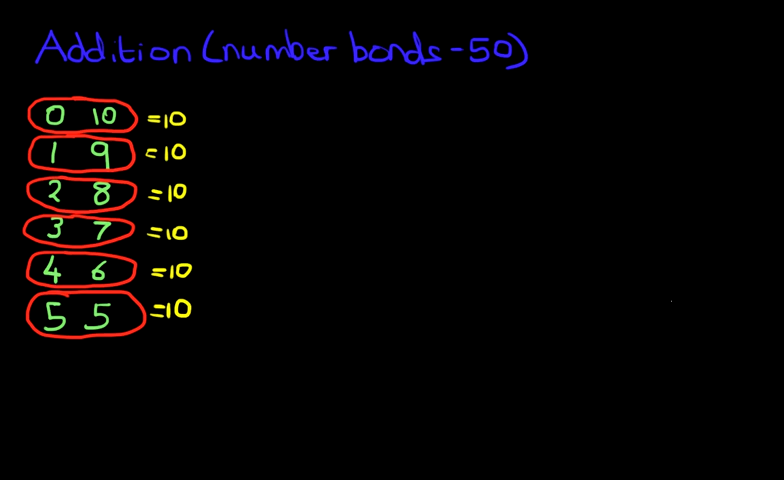 Addition (number bonds - 50)
0 10 = 10
1 9 = 10
2 8 = 10
3 7 = 10
4 6 = 10
5 5 = 10